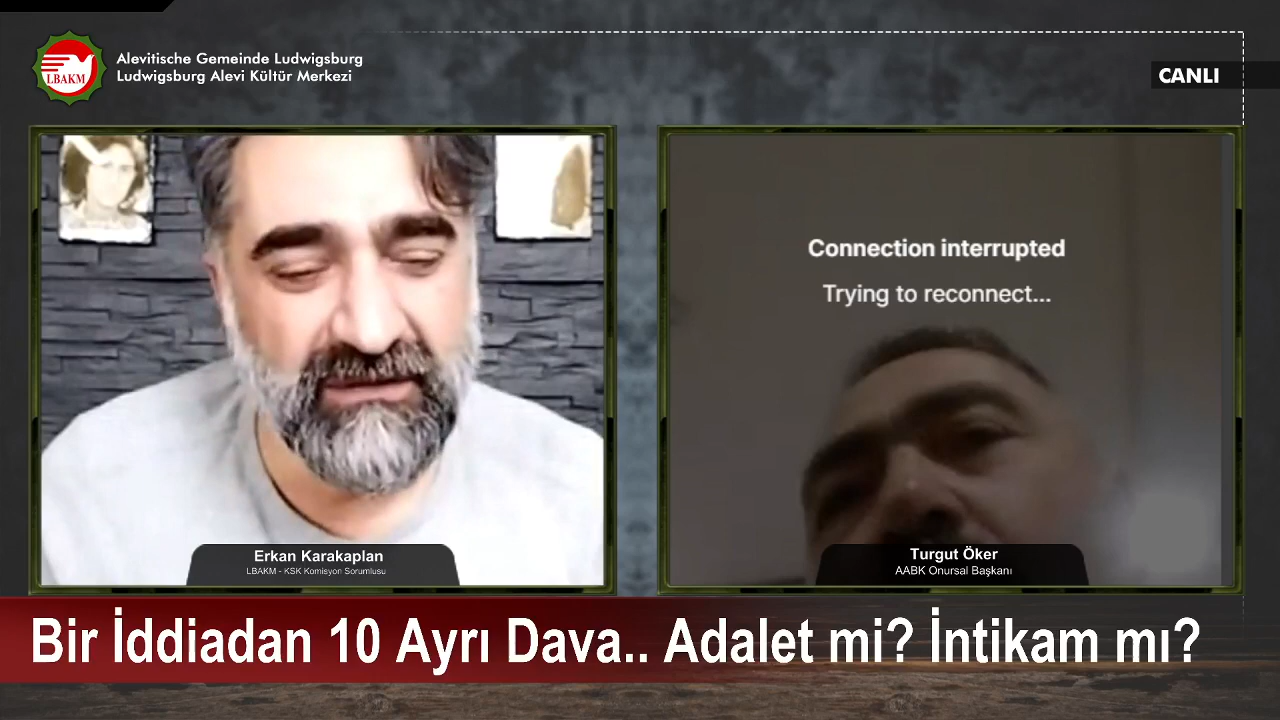 LBAKM
Alevitische Gemeinde Ludwigsburg
Ludwigsburg Alevi Kültür Merkezi
CANLI
Connection interrupted
Trying to reconnect...
Erkan Karakaplan
LBAKM - KSK Komisyon Sorumlusu
Turgut Öker
AABK Onursal Başkanı
Bir İddiadan 10 Ayrı Dava.. Adalet mi? İntikam mı?